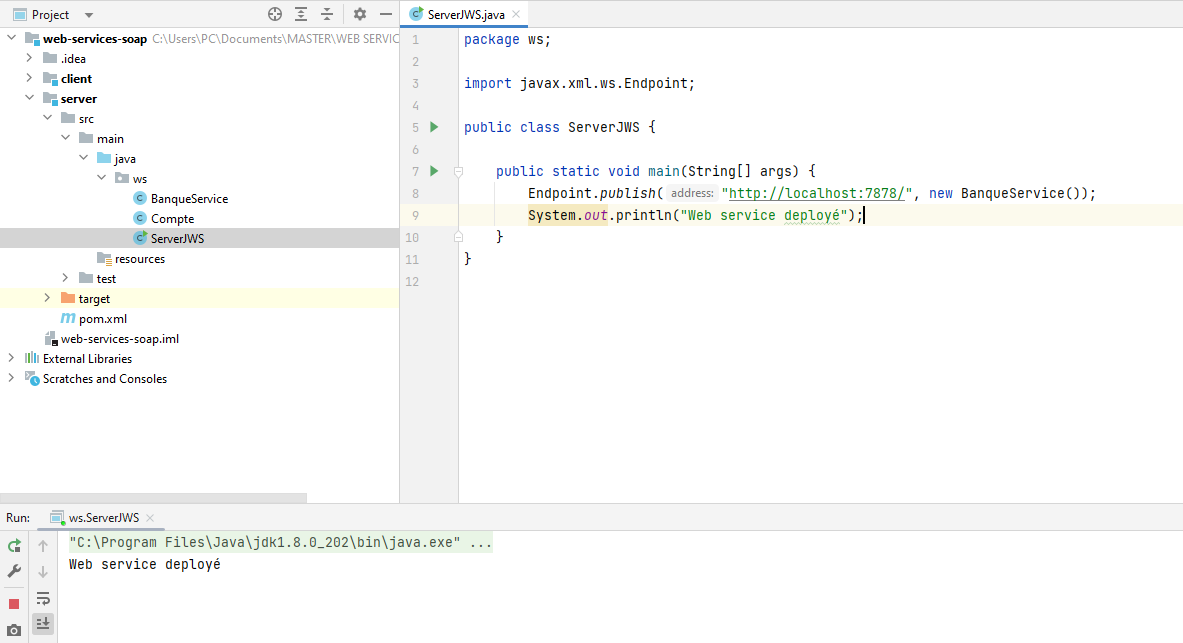 Project
web-services-soap C:\Users\PC\Documents\MASTER\WEB SERVIC
.idea
client
server
src
main
java
ws
BanqueService
Compte
ServerJWS
resources
test
target
pom.xml
web-services-soap.iml
External Libraries
Scratches and Consoles
ServerJWS.java
1 package ws;
2
3 import javax.xml.ws.Endpoint;
4
5 public class ServerJWS {
6
7 public static void main(String[] args) {
8 Endpoint.publish( address: "http://localhost:7878/", new BanqueService());
9 System.out.println("Web service deployé");
10 }
11 }
12
Run: ws.ServerJWS
"C:\Program Files\Java\jdk1.8.0_202\bin\java.exe" ...
Web service deployé